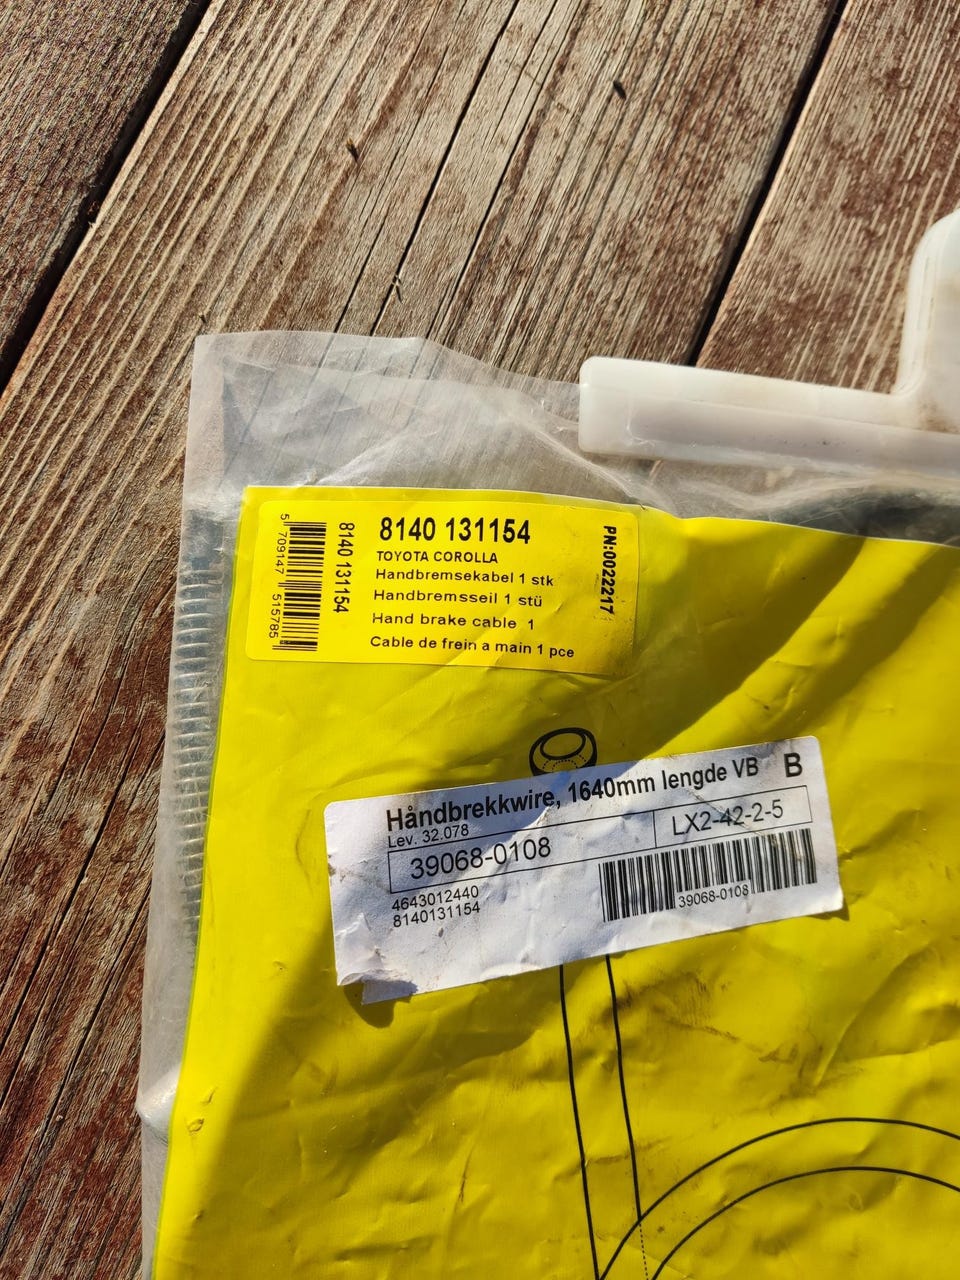 8140 131154
TOYOTA COROLLA
Handbremsekabel 1 stk
Handbremsseil 1 stü
Hand brake cable 1
Cable de frein a main 1 pce
5 709147 515785
8140 131154
PN:0022217
Håndbrekkwire, 1640mm lengde VB B
Lev. 32.078
39068-0108 LX2-42-2-5
4643012440
8140131154
39068-0108